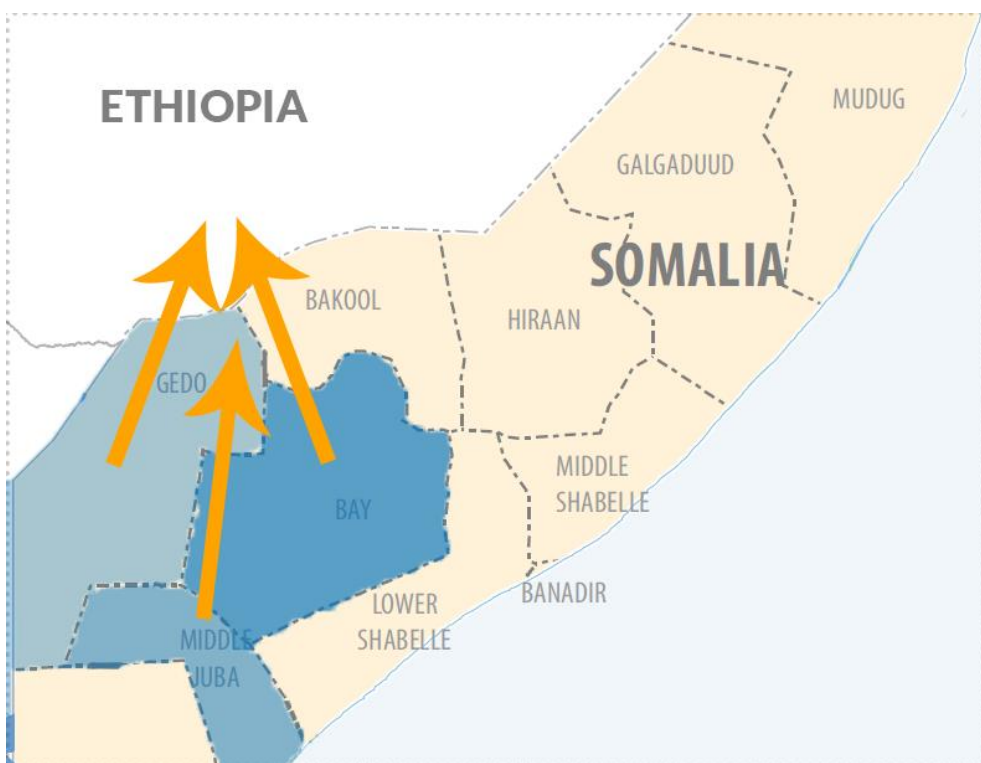 ETHIOPIA
MUDUG
GALGADUUD
SOMALIA
BAKOOL
HIRAAN
GEDO
MIDDLE
SHABELLE
BAY
BANADIR
LOWER
SHABELLE
MIDDLE
JUBA